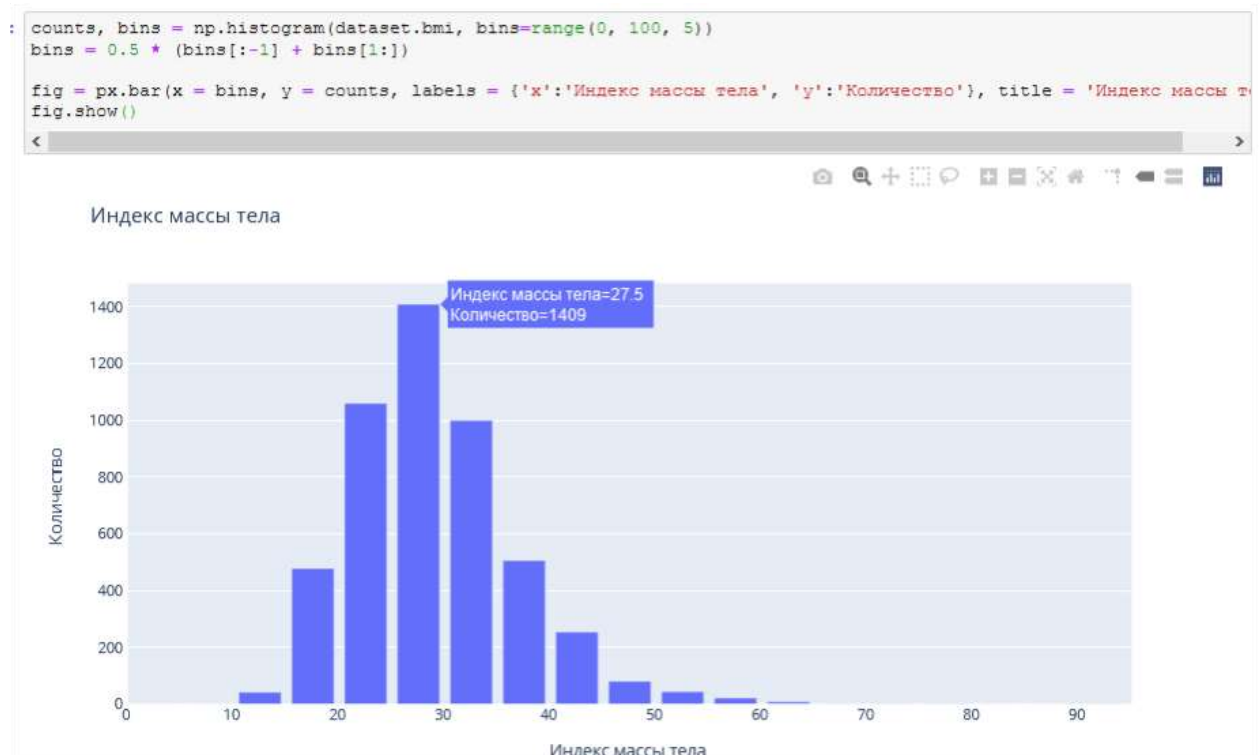 : counts, bins = np.histogram(dataset.bmi, bins=range(0, 100, 5))
bins = 0.5 * (bins[:-1] + bins[1:])
fig = px.bar(x = bins, y = counts, labels = {'x':'Индекс массы тела', 'y':'Количество'}, title = 'Индекс массы
fig.show()
Индекс массы тела
Индекс массы тела=27.5
Количество=1409
1400
1200
1000
800
600
400
200
0
Количество
0 10 20 30 40 50 60 70 80 90
Индекс массы тела